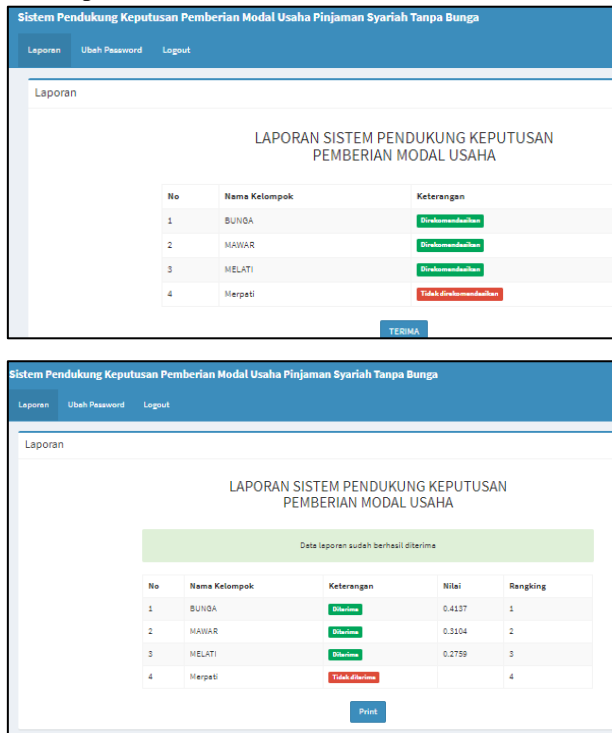 Sistem Pendukung Keputusan Pemberian Modal Usaha Pinjaman Syariah Tanpa Bunga
Laporan Ubah Password Logout
Laporan
LAPORAN SISTEM PENDUKUNG KEPUTUSAN
PEMBERIAN MODAL USAHA
No Nama Kelompok Keterangan
1 BUNGA Direkomendasikan
2 MAWAR Direkomendasikan
3 MELATI Direkomendasikan
4 Merpati Tidak direkomendasikan
TERIMA
Sistem Pendukung Keputusan Pemberian Modal Usaha Pinjaman Syariah Tanpa Bunga
Laporan Ubah Password Logout
Laporan
LAPORAN SISTEM PENDUKUNG KEPUTUSAN
PEMBERIAN MODAL USAHA
Data laporan sudah berhasil diterima
No Nama Kelompok Keterangan Nilai Rangking
1 BUNGA Diterima 0.4137 1
2 MAWAR Diterima 0.3104 2
3 MELATI Diterima 0.2759 3
4 Merpati Tidak diterima 4
Print